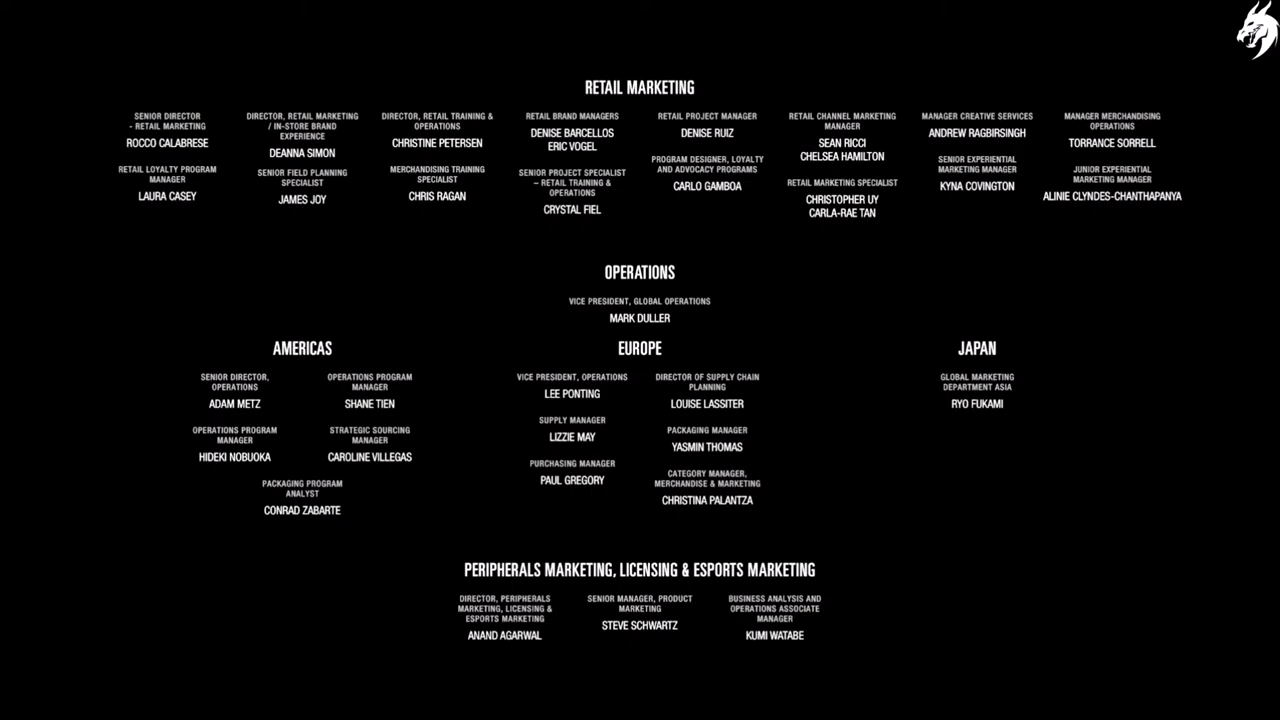 RETAIL MARKETING
SENIOR DIRECTOR
- RETAIL MARKETING
ROCCO CALABRESE
RETAIL LOYALTY PROGRAM
MANAGER
LAURA CASEY
DIRECTOR, RETAIL MARKETING
/ IN-STORE BRAND
EXPERIENCE
DEANNA SIMON
SENIOR FIELD PLANNING
SPECIALIST
JAMES JOY
DIRECTOR, RETAIL TRAINING &
OPERATIONS
CHRISTINE PETERSEN
MERCHANDISING TRAINING
SPECIALIST
CHRIS RAGAN
RETAIL BRAND MANAGERS
DENISE BARCELLOS
ERIC VOGEL
SENIOR PROJECT SPECIALIST
– RETAIL TRAINING &
OPERATIONS
CRYSTAL FIEL
RETAIL PROJECT MANAGER
DENISE RUIZ
PROGRAM DESIGNER, LOYALTY
AND ADVOCACY PROGRAMS
CARLO GAMBOA
RETAIL CHANNEL MARKETING
MANAGER
SEAN RICCI
CHELSEA HAMILTON
RETAIL MARKETING SPECIALIST
CHRISTOPHER UY
CARLA-RAE TAN
MANAGER CREATIVE SERVICES
ANDREW RAGBIRSINGH
SENIOR EXPERIENTIAL
MARKETING MANAGER
KYNA COVINGTON
MANAGER MERCHANDISING
OPERATIONS
TORRANCE SORRELL
JUNIOR EXPERIENTIAL
MARKETING MANAGER
ALINIE CLYNDES-CHANTHAPANYA
OPERATIONS
VICE PRESIDENT, GLOBAL OPERATIONS
MARK DULLER
AMERICAS
SENIOR DIRECTOR,
OPERATIONS
ADAM METZ
OPERATIONS PROGRAM
MANAGER
SHANE TIEN
OPERATIONS PROGRAM
MANAGER
HIDEKI NOBUOKA
STRATEGIC SOURCING
MANAGER
CAROLINE VILLEGAS
PACKAGING PROGRAM
ANALYST
CONRAD ZABARTE
EUROPE
VICE PRESIDENT, OPERATIONS
LEE PONTING
SUPPLY MANAGER
LIZZIE MAY
PURCHASING MANAGER
PAUL GREGORY
DIRECTOR OF SUPPLY CHAIN
PLANNING
LOUISE LASSITER
PACKAGING MANAGER
YASMIN THOMAS
CATEGORY MANAGER,
MERCHANDISE & MARKETING
CHRISTINA PALANTZA
JAPAN
GLOBAL MARKETING
DEPARTMENT ASIA
RYO FUKAMI
PERIPHERALS MARKETING, LICENSING & ESPORTS MARKETING
DIRECTOR, PERIPHERALS
MARKETING, LICENSING &
ESPORTS MARKETING
ANAND AGARWAL
SENIOR MANAGER, PRODUCT
MARKETING
STEVE SCHWARTZ
BUSINESS ANALYSIS AND
OPERATIONS ASSOCIATE
MANAGER
KUMI WATABE